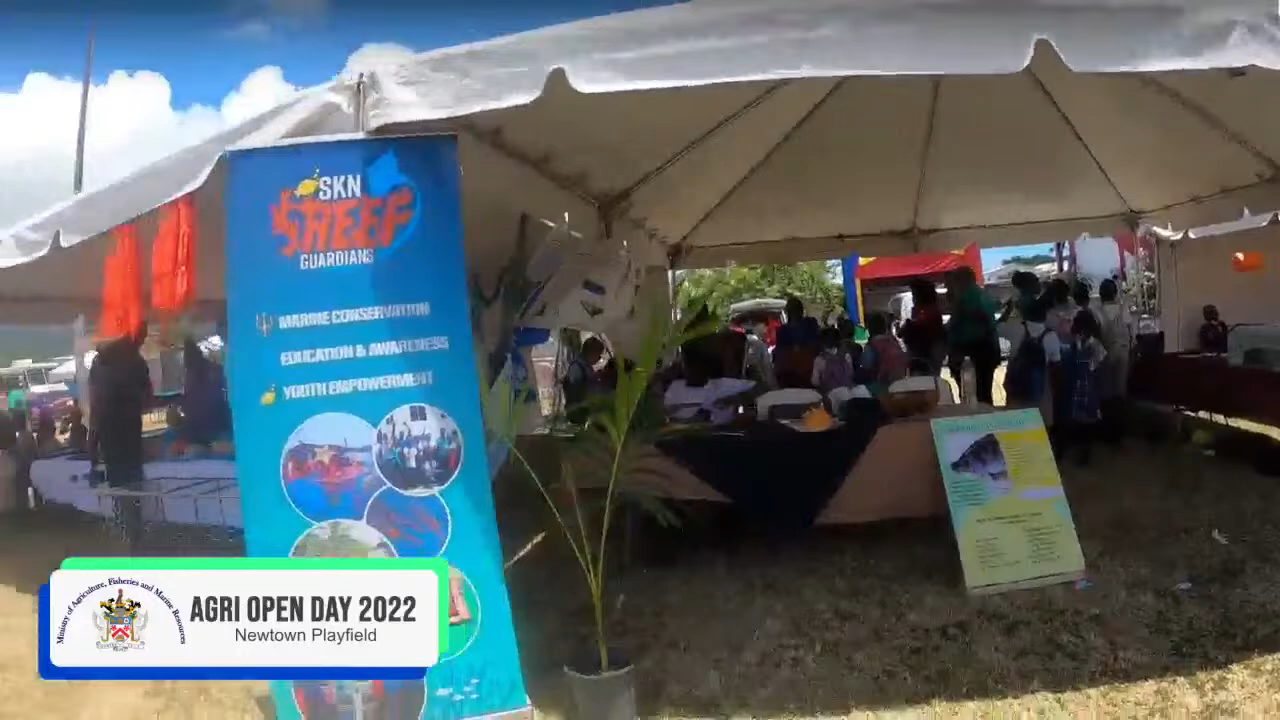 SKN
REEF
GUARDIANS
MARINE CONSERVATION
EDUCATION & AWARENESS
YOUTH EMPOWERMENT
Ministry of Agriculture, Fisheries and Marine Resources
AGRI OPEN DAY 2022
Newtown Playfield